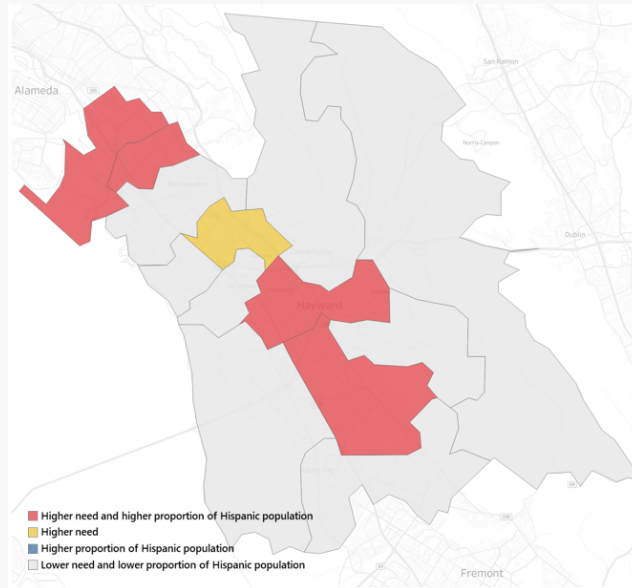 San Ramon
Alameda
Norris Canyon
Dublin
Hayward
Higher need and higher proportion of Hispanic population
Higher need
Higher proportion of Hispanic population
Lower need and lower proportion of Hispanic population
Fremont